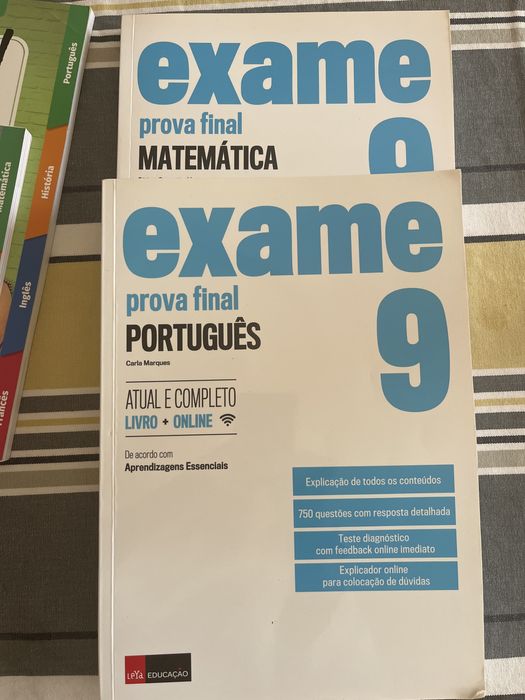 Português
História
Matemática
Inglês
Francês
exame
prova final
MATEMÁTICA
9
exame
prova final
PORTUGUÊS
9
Carla Marques
ATUAL E COMPLETO
LIVRO + ONLINE
De acordo com
Aprendizagens Essenciais
Explicação de todos os conteúdos
750 questões com resposta detalhada
Teste diagnóstico
com feedback online imediato
Explicador online
para colocação de dúvidas
LEYA EDUCAÇÃO